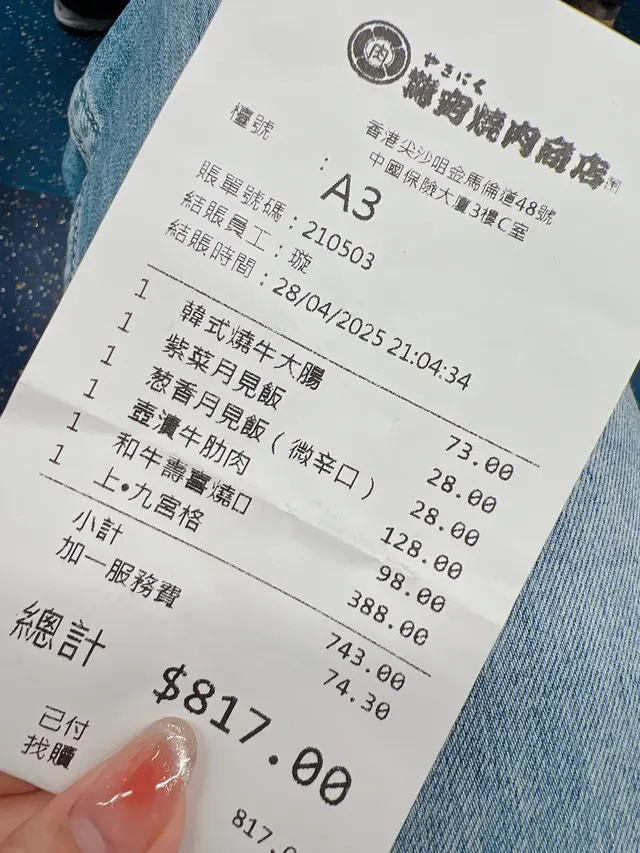 肉
やきにく
燒肉商店
香港尖沙咀金馬倫道48號
中國保險大廈3樓C室
檯號 : A3
賬單號碼 : 210503
結賬員工 : 璇
結賬時間 : 28/04/2025 21:04:34
1 韓式燒牛大腸 73.00
1 紫菜月見飯 28.00
1 葱香月見飯(微辛口) 28.00
1 壺漬牛肋肉 128.00
1 和牛壽喜燒口 98.00
1 上•九宮格 388.00
小計 743.00
加一服務費 74.30
總計 $817.00
已付 817.0
找贖